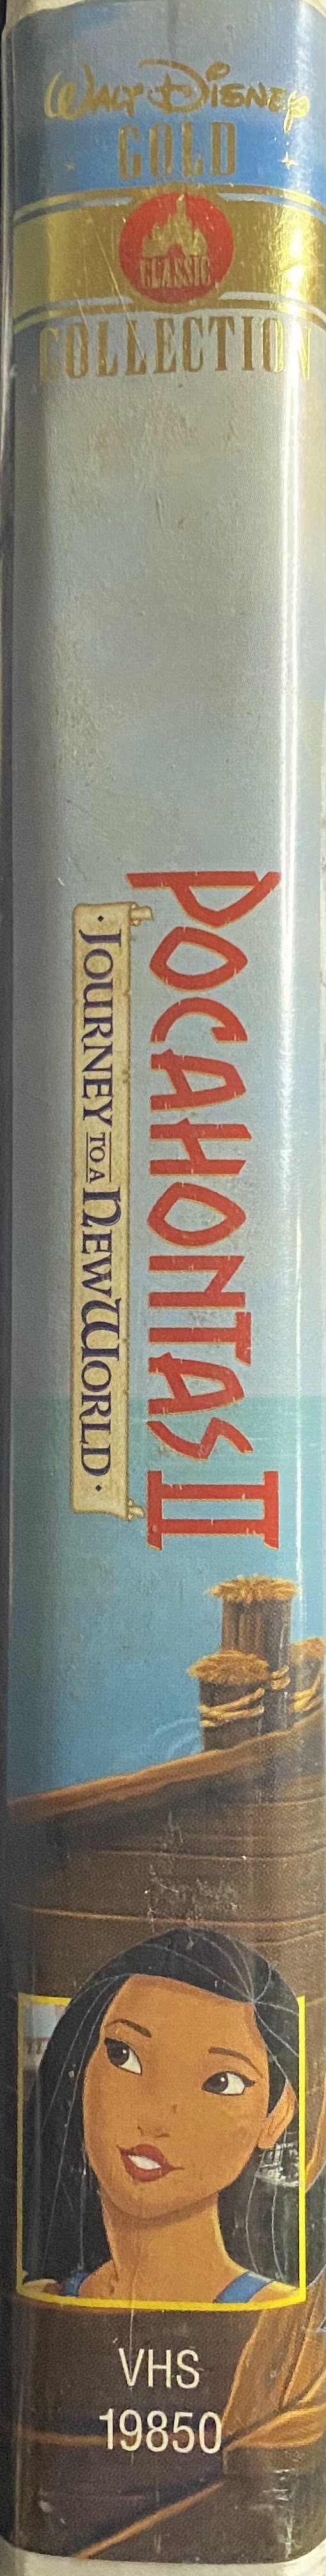 Walt Disney
GOLD
CLASSIC
COLLECTION
POCAHONTAS II
· JOURNEY TO A NEW WORLD ·
VHS
19850